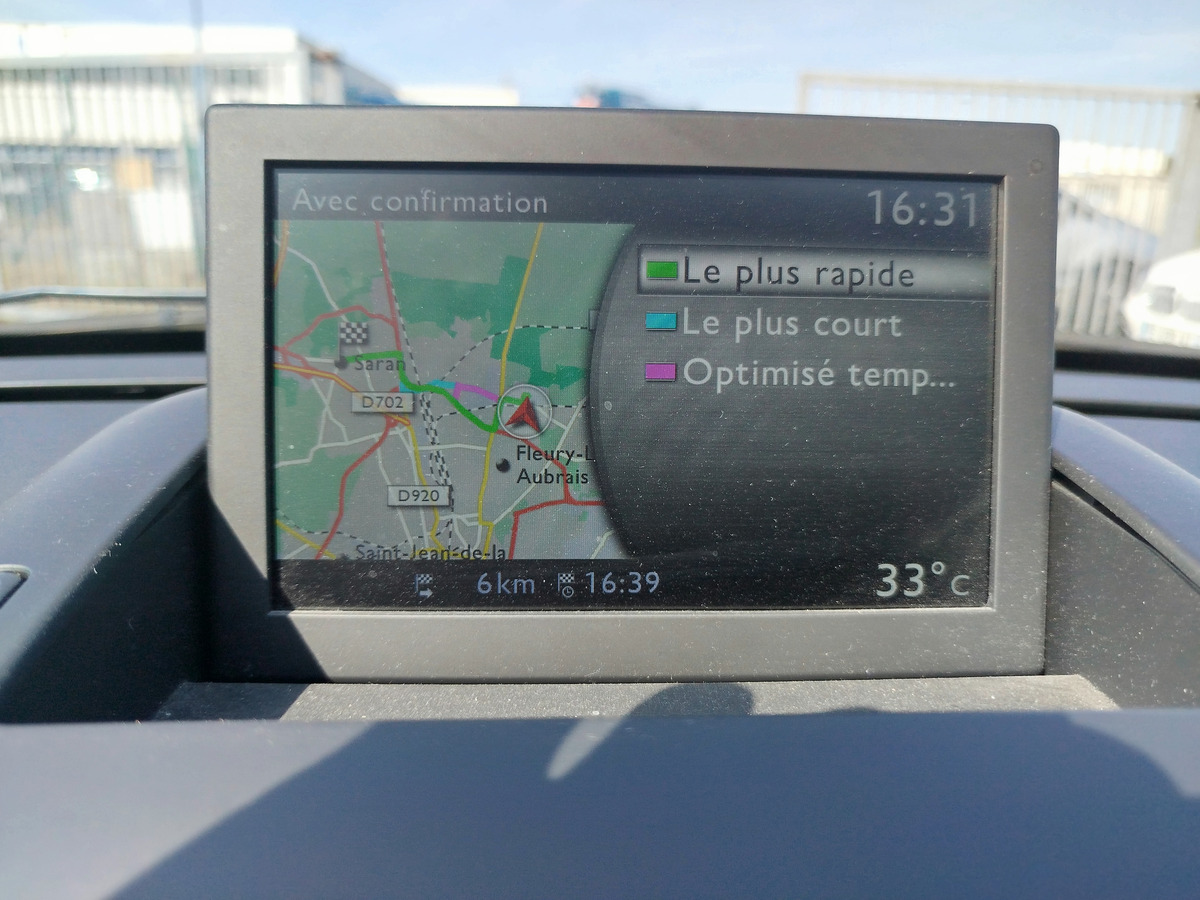 Avec confirmation
16:31
Le plus rapide
Le plus court
Optimisé temp...
Saran
D702
Fleury-L
Aubrais
D920
Saint-Jean-de-la
6km
16:39
33°C